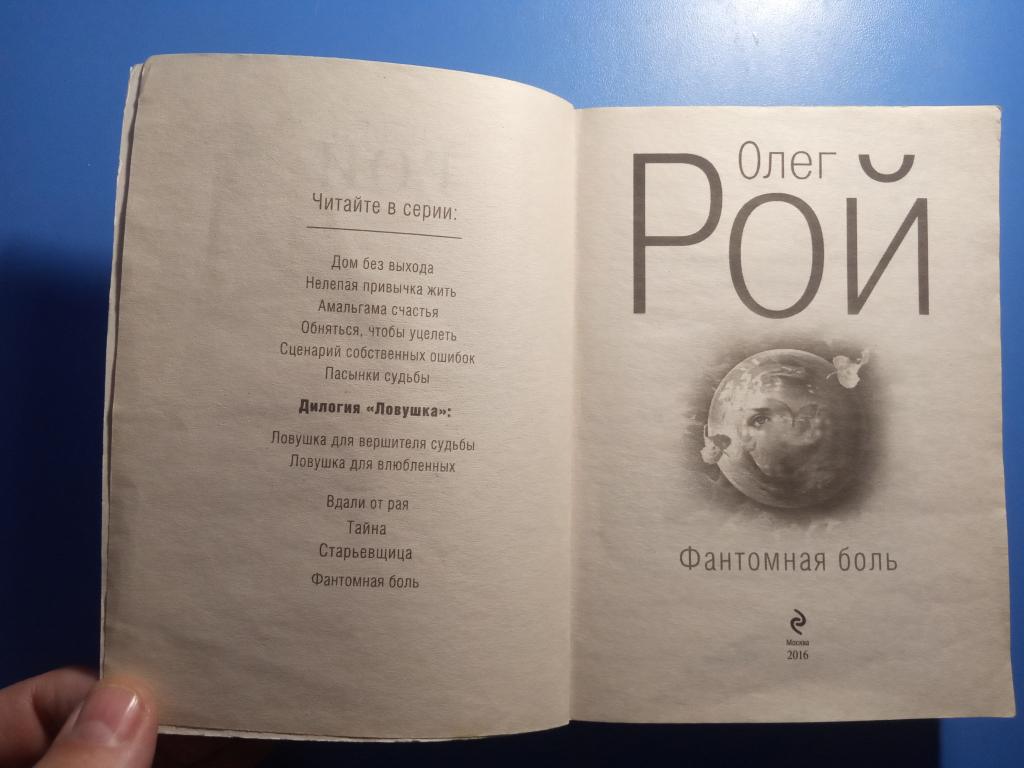 Читайте в серии:
Дом без выхода
Нелепая привычка жить
Амальгама счастья
Обняться, чтобы уцелеть
Сценарий собственных ошибок
Пасынки судьбы
Дилогия «Ловушка»:
Ловушка для вершителя судьбы
Ловушка для влюбленных
Вдали от рая
Тайна
Старьевщица
Фантомная боль
Олег
Рой
Фантомная боль
Москва
2016